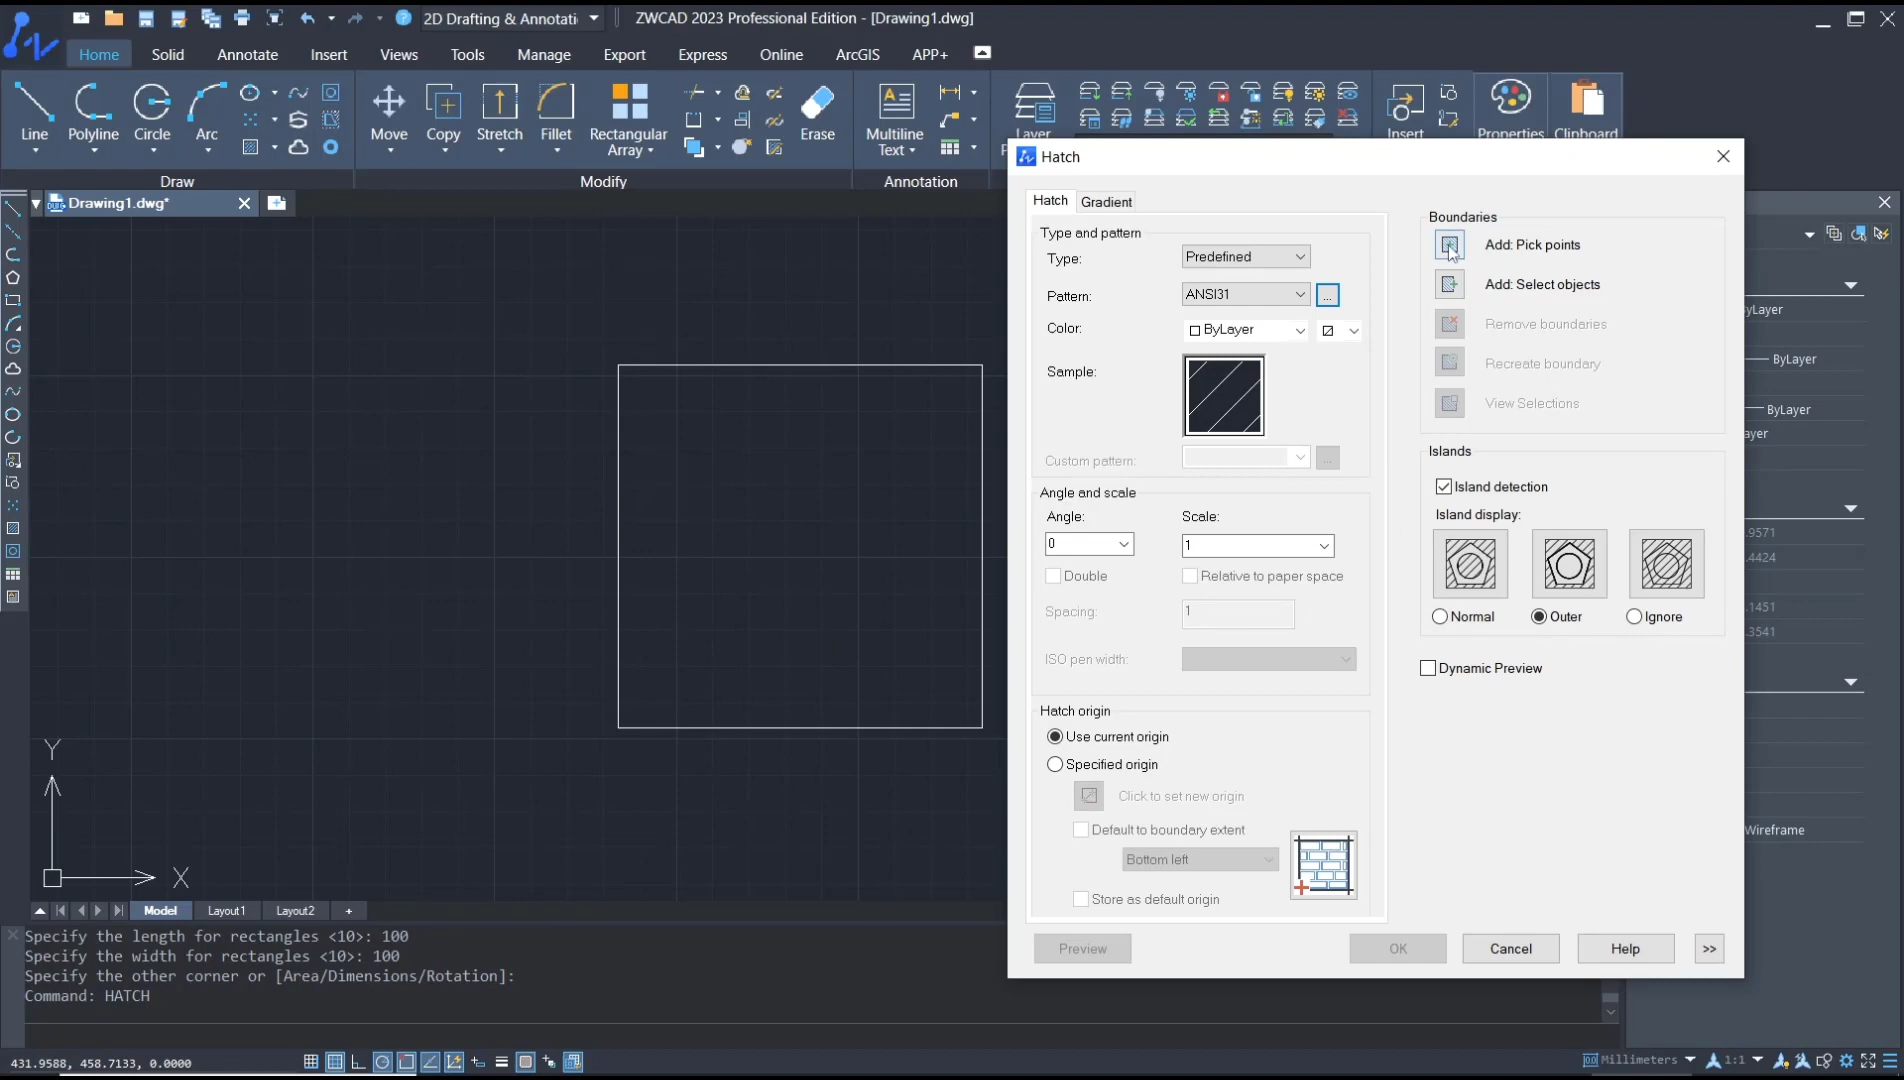 2D Drafting & Annotati
ZWCAD 2023 Professional Edition - [Drawing1.dwg]
Home Solid Annotate Insert Views Tools Manage Export Express Online ArcGIS APP+
Line Polyline Circle Arc
Move Copy Stretch Fillet Rectangular Array Erase
Multiline Text
Layer
Insert Properties Clipboard
Draw Modify Annotation
Drawing1.dwg*
Hatch
Hatch Gradient
Type and pattern
Type: Predefined
Pattern: ANSI31 ...
Color: ByLayer
Sample:
Custom pattern: ...
Angle and scale
Angle: Scale:
0 1
Double Relative to paper space
Spacing: 1
ISO pen width:
Hatch origin
Use current origin
Specified origin
Click to set new origin
Default to boundary extent
Bottom left
Store as default origin
Boundaries
Add: Pick points
Add: Select objects
Remove boundaries
Recreate boundary
View Selections
Islands
Island detection
Island display:
Normal Outer Ignore
Dynamic Preview
Preview OK Cancel Help >>
yLayer
ByLayer
ByLayer
ayer
.9571
.4424
.1451
.3541
Wireframe
Y
X
Model Layout1 Layout2 +
Specify the length for rectangles <10>: 100
Specify the width for rectangles <10>: 100
Specify the other corner or [Area/Dimensions/Rotation]:
Command: HATCH
431.9588, 458.7133, 0.0000
Millimeters 1:1